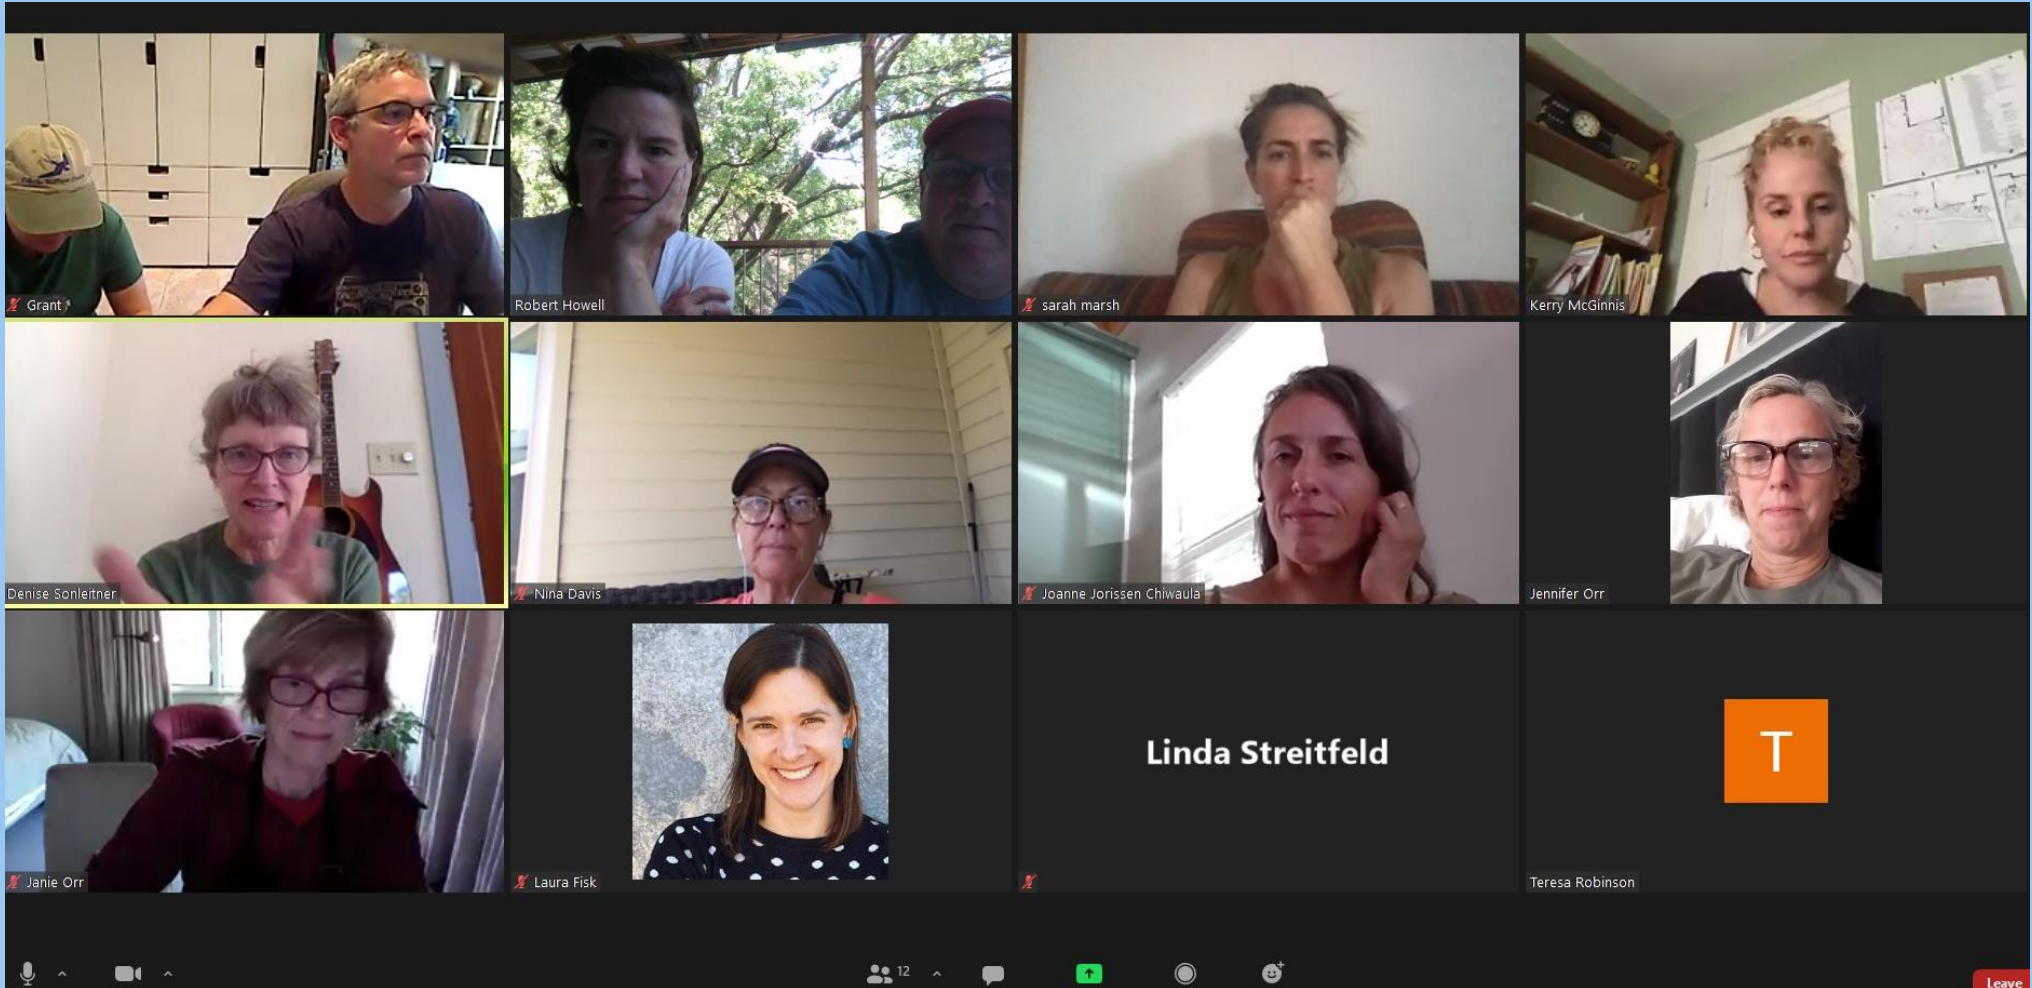 Grant
Robert Howell
sarah marsh
Kerry McGinnis
Denise Sonleitner
Nina Davis
Joanne Jorissen Chiwaula
Jennifer Orr
Janie Orr
Laura Fisk
Linda Streitfeld
T
Teresa Robinson
12
Leave